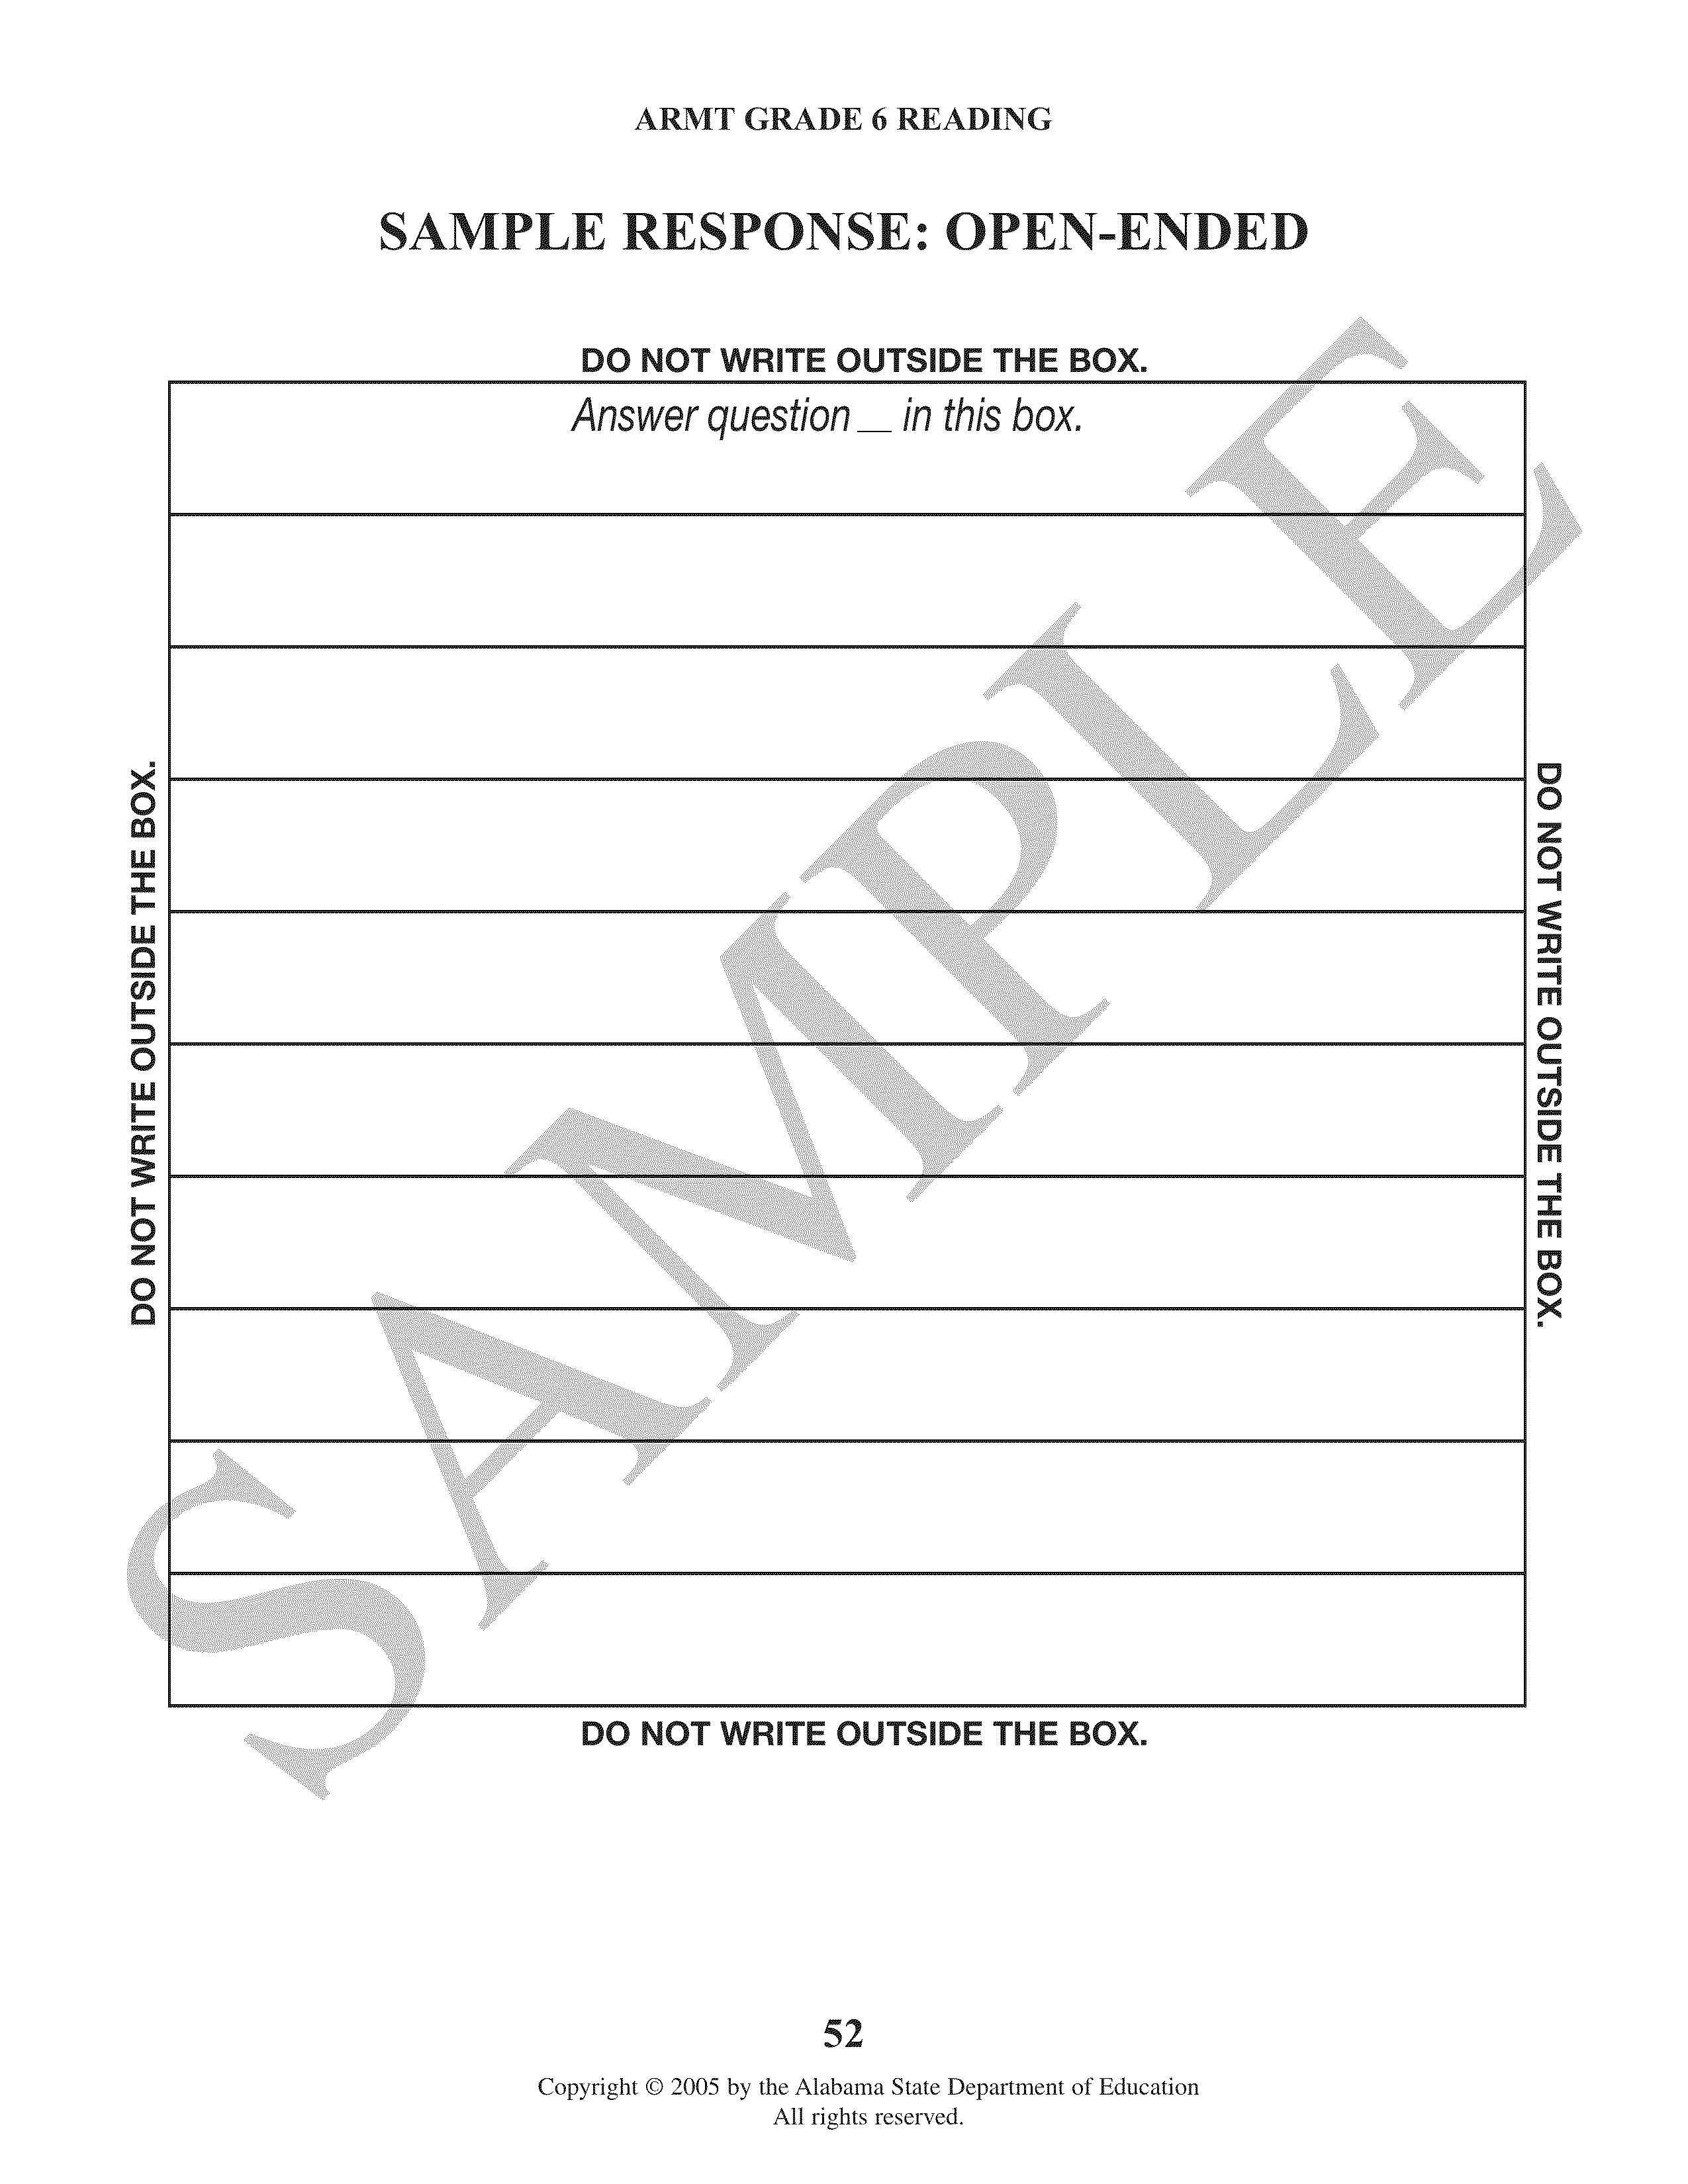 ARMT GRADE 6 READING
SAMPLE RESPONSE: OPEN-ENDED
DO NOT WRITE OUTSIDE THE BOX.
Answer question __ in this box.
DO NOT WRITE OUTSIDE THE BOX.
DO NOT WRITE OUTSIDE THE BOX.
SAMPLE
DO NOT WRITE OUTSIDE THE BOX.
52
Copyright © 2005 by the Alabama State Department of Education
All rights reserved.